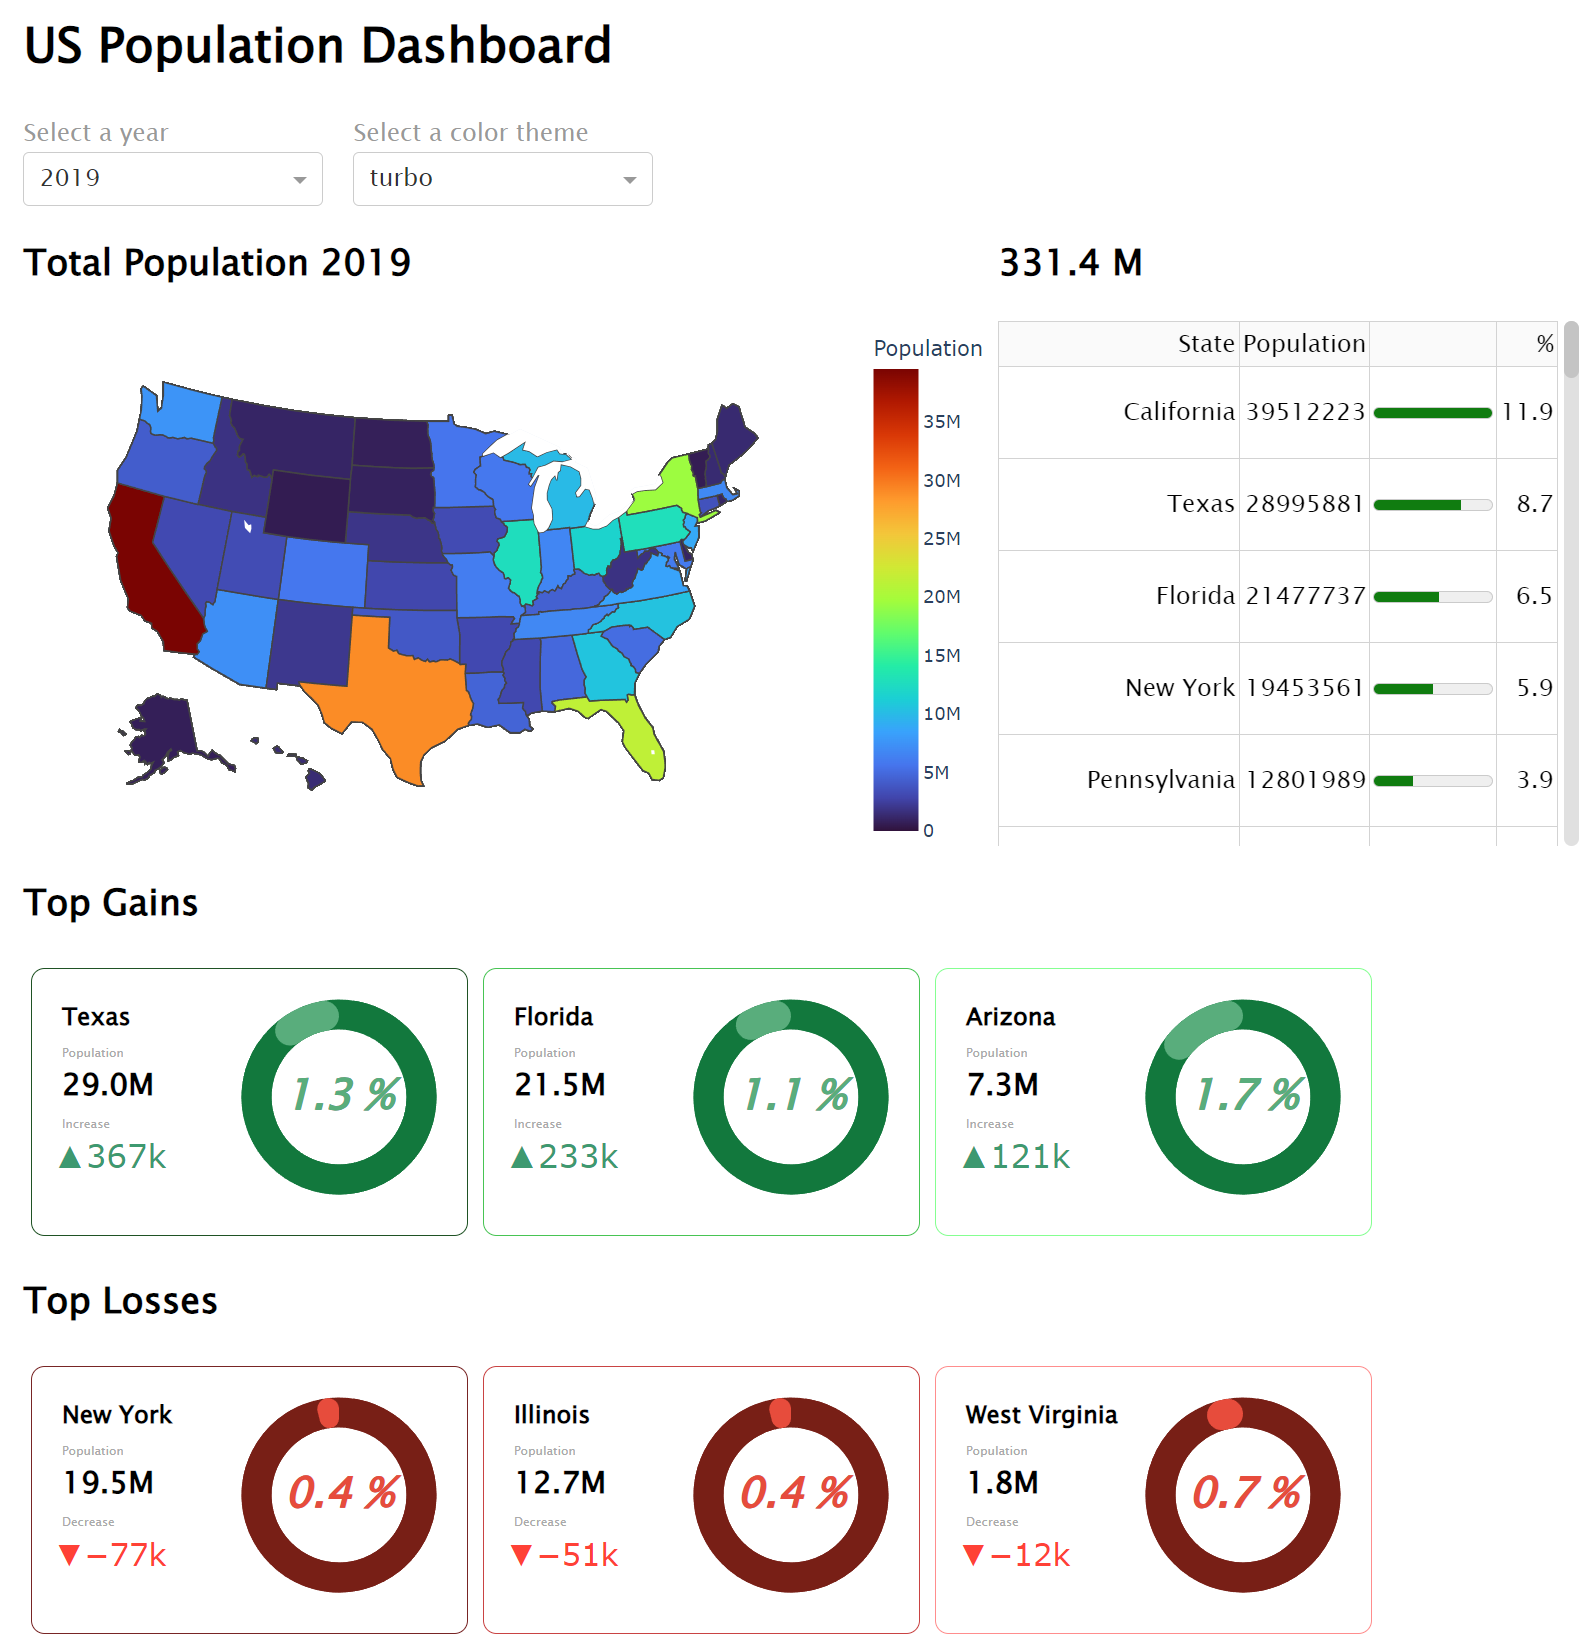 US Population Dashboard
Select a year
Select a color theme
2019
turbo
Total Population 2019
331.4 M
Population
35M
30M
25M
20M
15M
10M
5M
0
State Population %
California 39512223 11.9
Texas 28995881 8.7
Florida 21477737 6.5
New York 19453561 5.9
Pennsylvania 12801989 3.9
Top Gains
Texas
Population
29.0M
Increase
▲367k
1.3 %
Florida
Population
21.5M
Increase
▲233k
1.1 %
Arizona
Population
7.3M
Increase
▲121k
1.7 %
Top Losses
New York
Population
19.5M
Decrease
▼−77k
0.4 %
Illinois
Population
12.7M
Decrease
▼−51k
0.4 %
West Virginia
Population
1.8M
Decrease
▼−12k
0.7 %